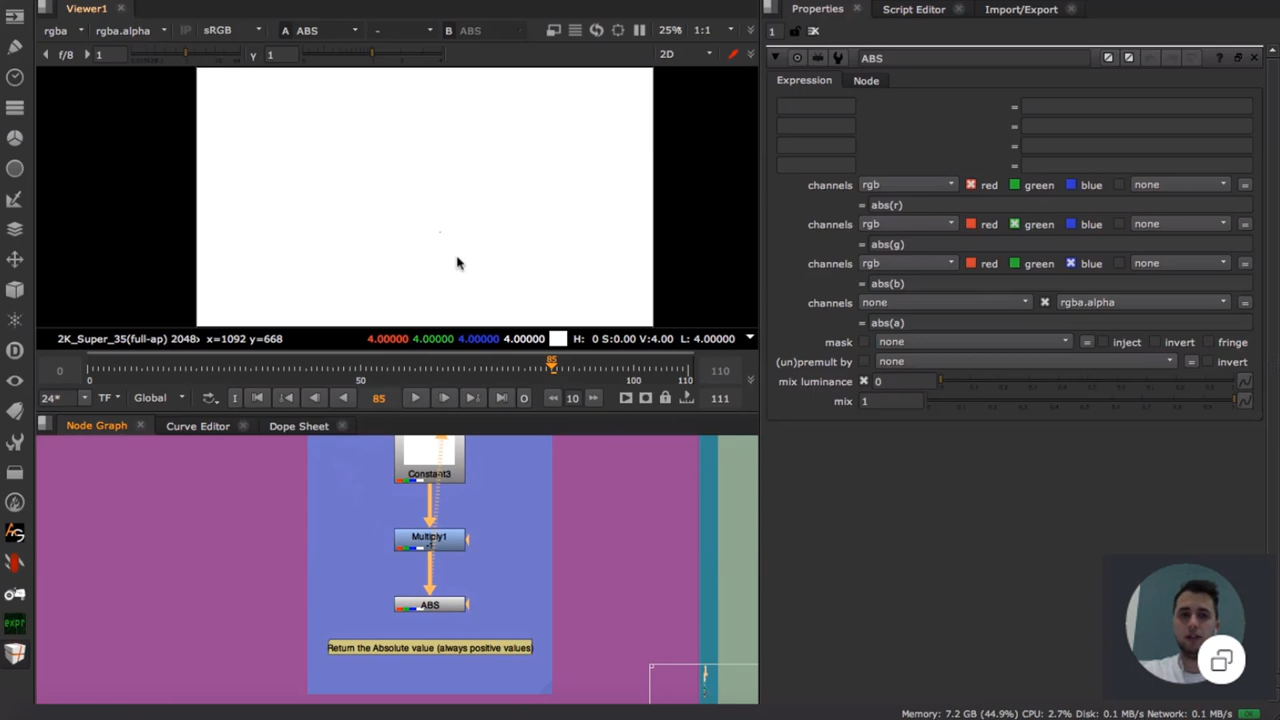 Viewer1
Properties
Script Editor
Import/Export
rgba
rgba.alpha
IP
sRGB
A
ABS
-
B
ABS
25%
1:1
1
f/8
1
y
1
2D
ABS
Expression
Node
=
=
=
=
channels
rgb
red
green
blue
none
=
= abs(r)
channels
rgb
red
green
blue
none
=
= abs(g)
channels
rgb
red
green
blue
none
=
= abs(b)
channels
none
rgba.alpha
=
= abs(a)
mask
none
=
inject
invert
fringe
(un)premult by
none
=
invert
mix luminance
0
mix
1
2K_Super_35(full-ap) 2048› x=1092 y=668
4.00000 4.00000 4.00000 4.00000
H: 0 S:0.00 V:4.00
L: 4.00000
0
85
110
0
50
100
110
24*
TF
Global
I
85
O
10
111
Node Graph
Curve Editor
Dope Sheet
Constant3
Multiply1
-1
ABS
Return the Absolute value (always positive values)
expr
Memory: 7.2 GB (44.9%) CPU: 2.7% Disk: 0.1 MB/s Network: 0.1 MB/s